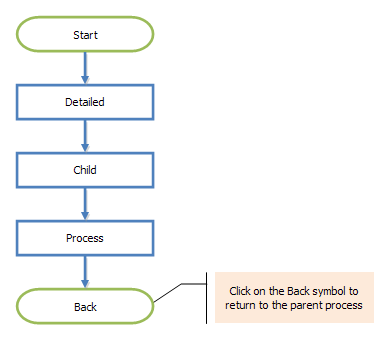 Start
Detailed
Child
Process
Back
Click on the Back symbol to
return to the parent process